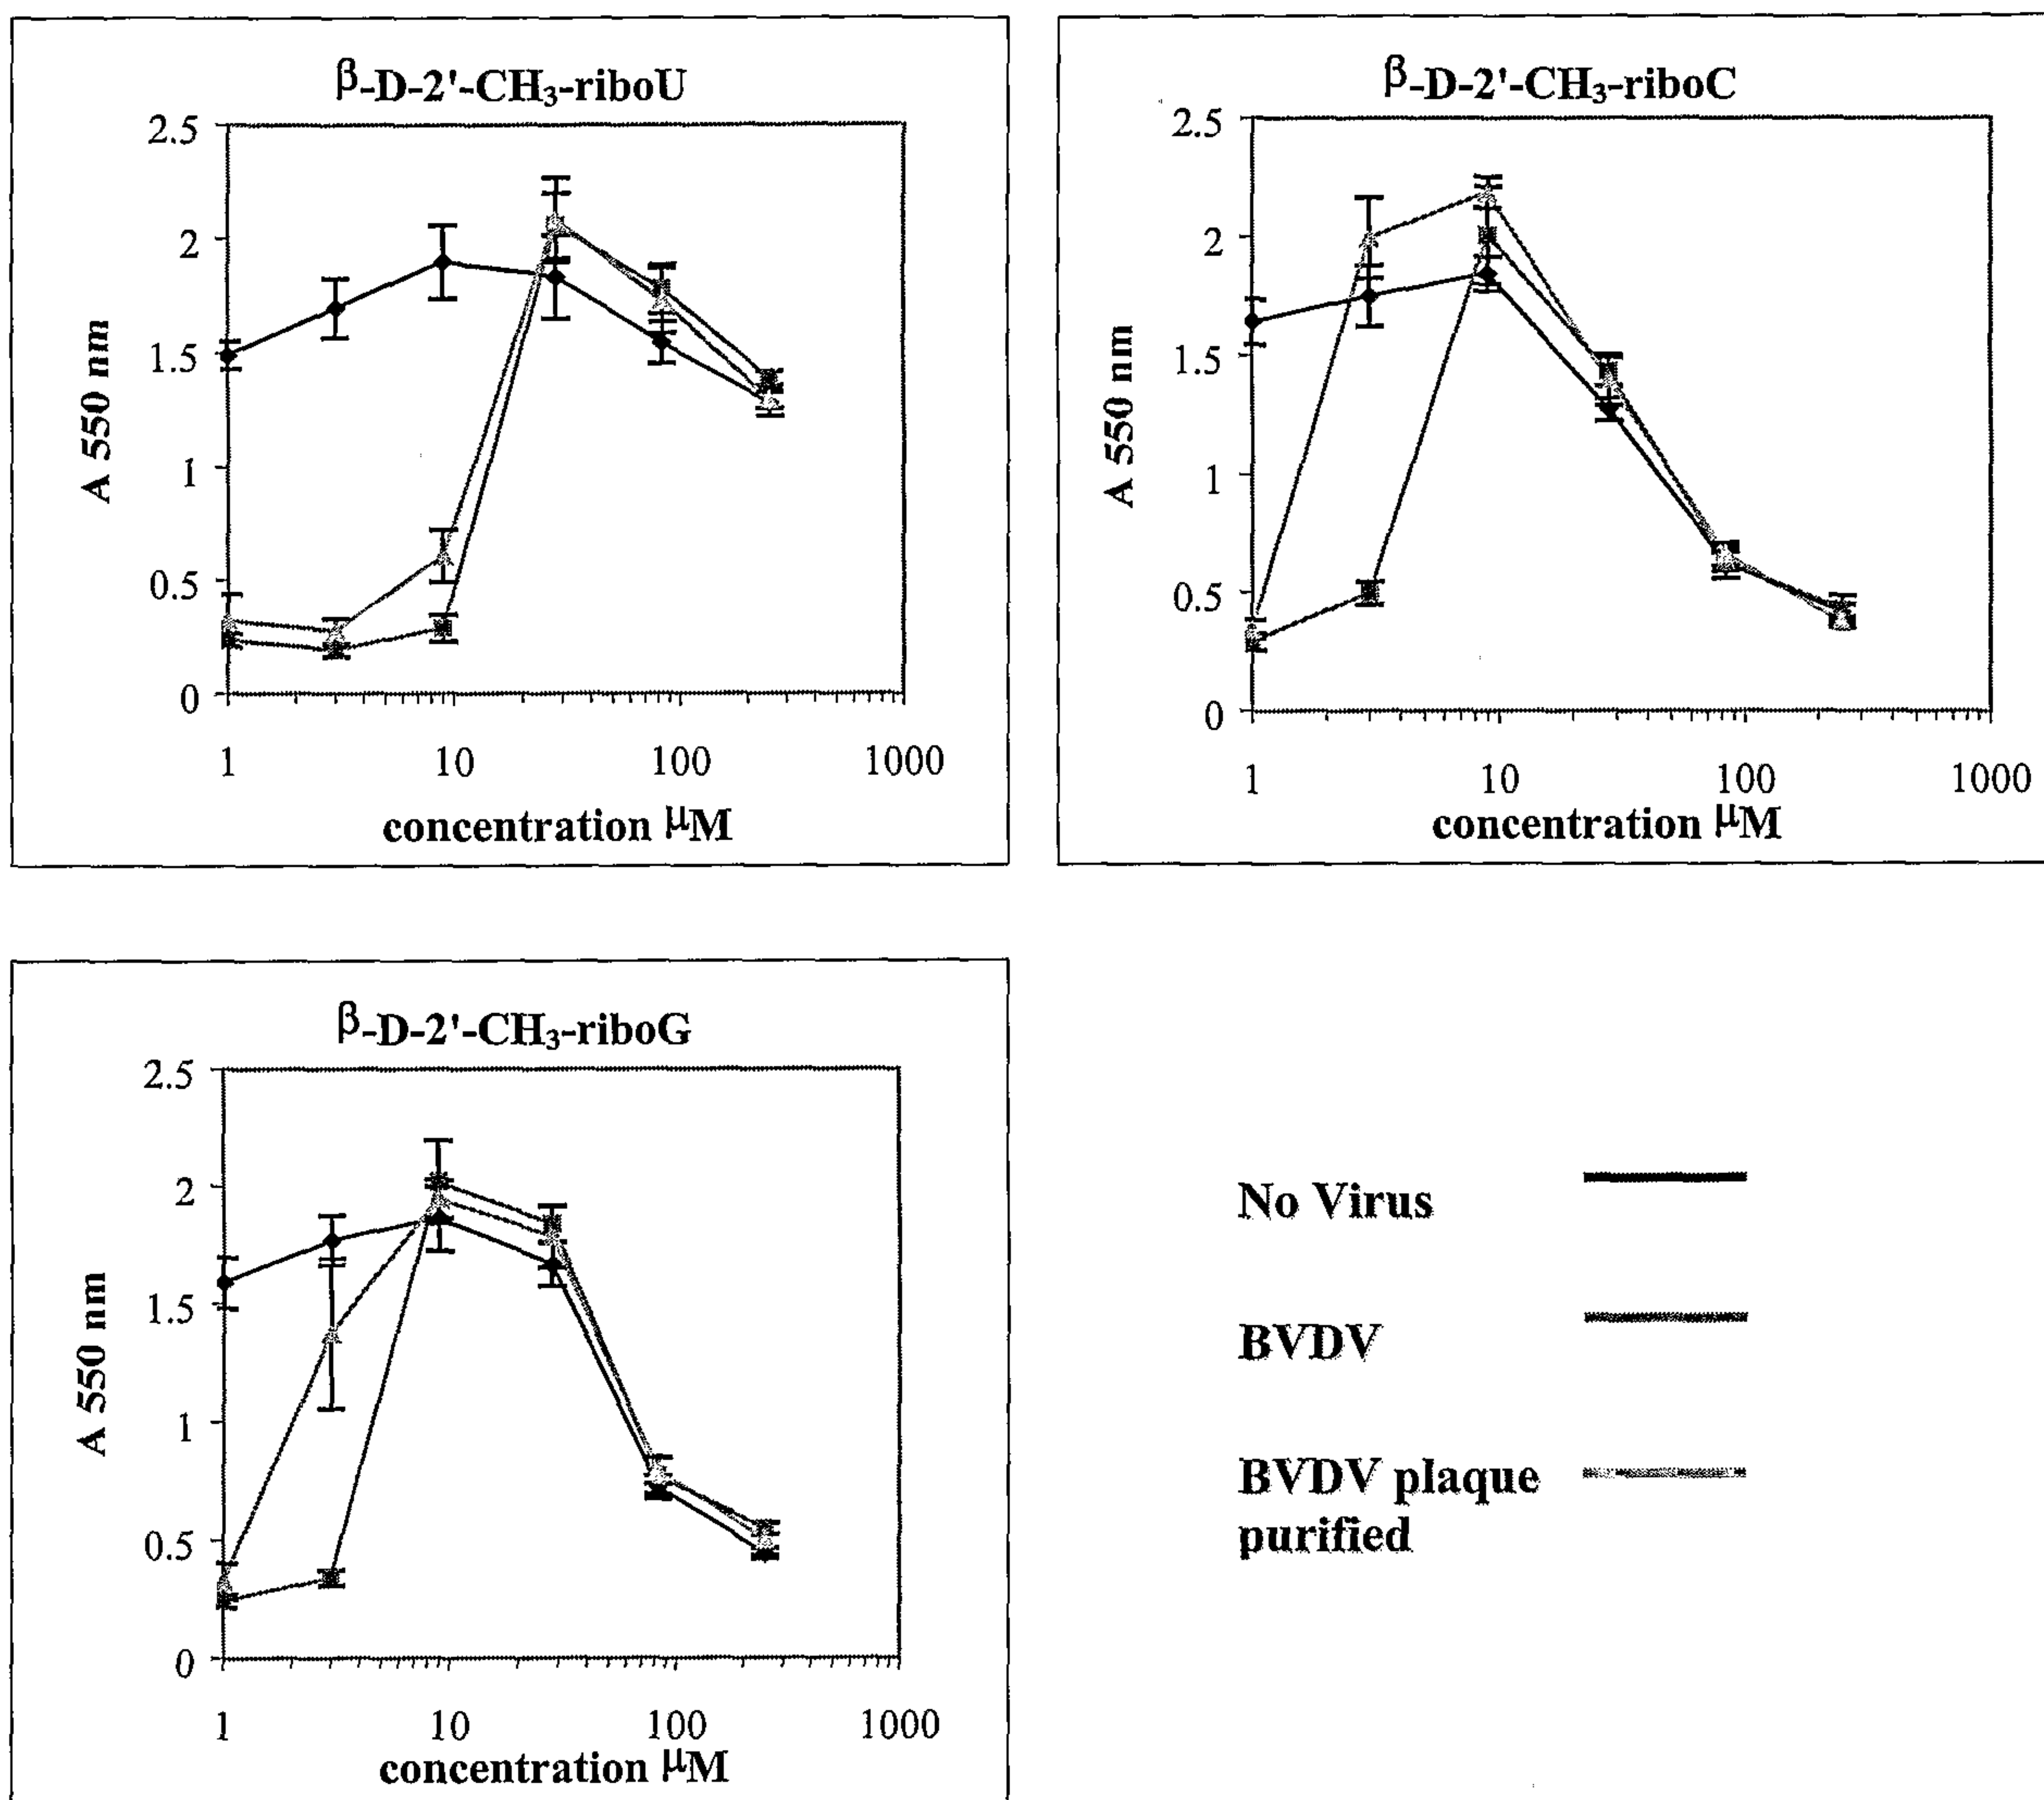 β-D-2'-CH₃-riboU
2.5
2
1.5
1
0.5
0
A 550 nm
1 10 100 1000
concentration μM
β-D-2'-CH₃-riboC
2.5
2
1.5
1
0.5
0
A 550 nm
1 10 100 1000
concentration μM
β-D-2'-CH₃-riboG
2.5
2
1.5
1
0.5
0
A 550 nm
1 10 100 1000
concentration μM
No Virus
BVDV
BVDV plaque
purified